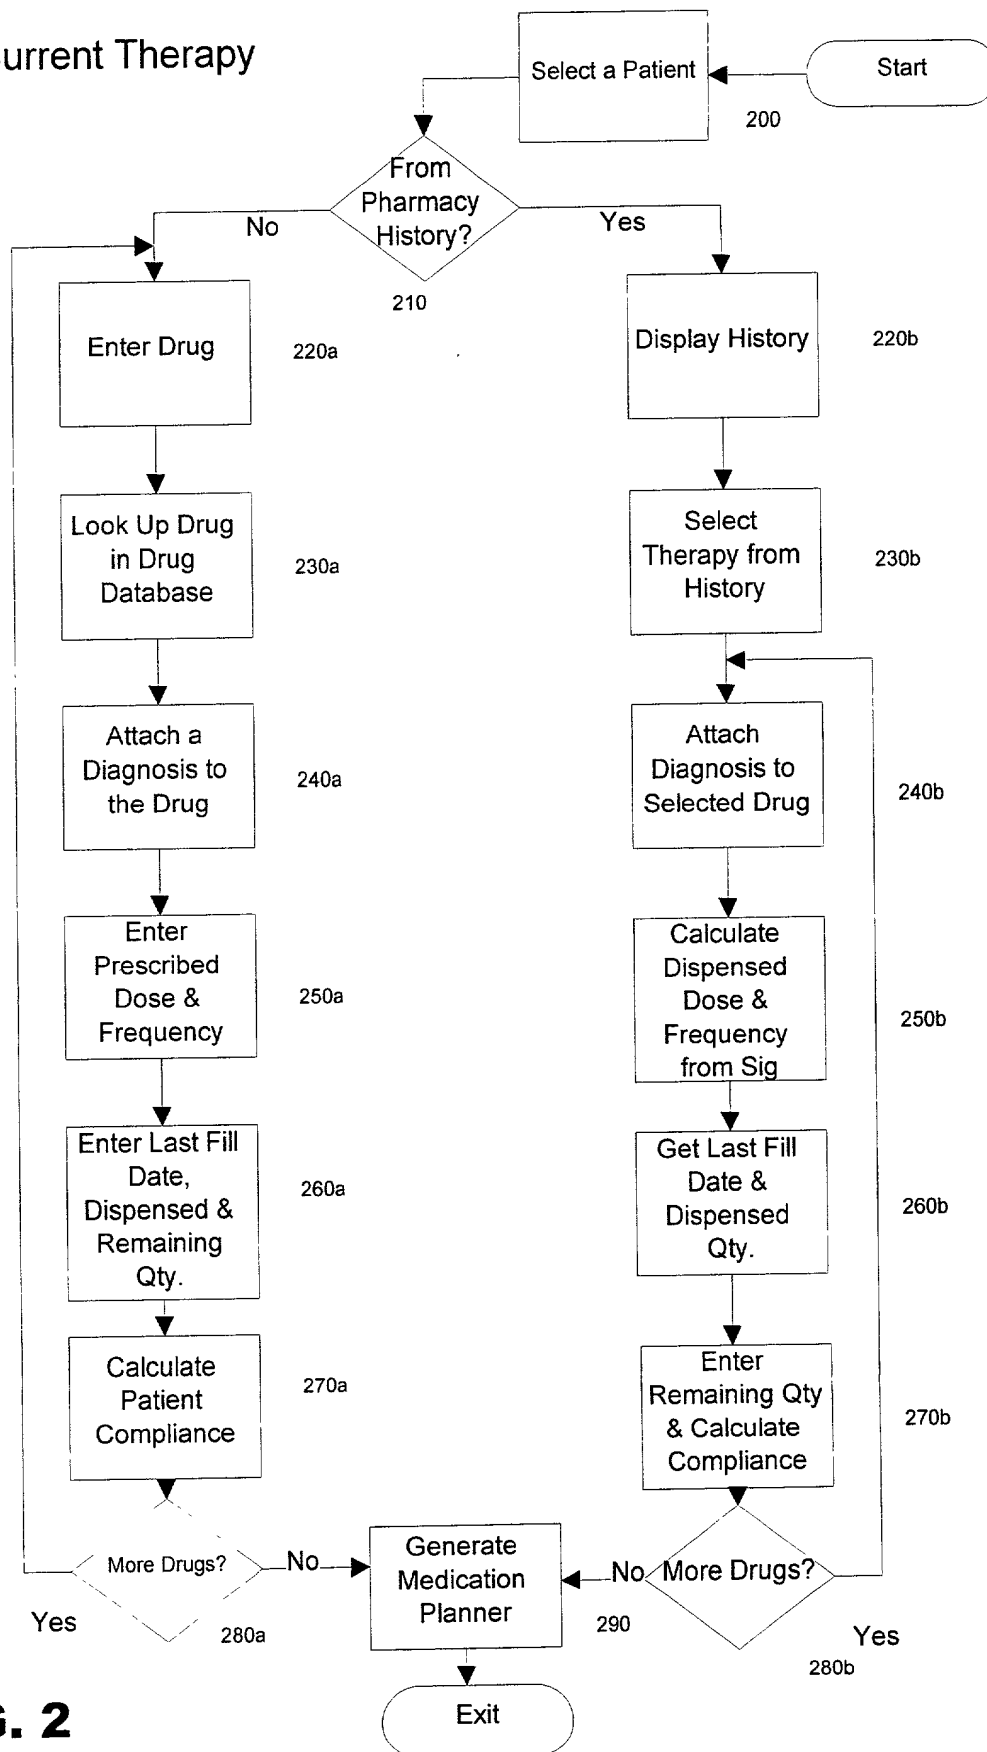 urrent Therapy
Select a Patient
Start
200
From
Pharmacy
History?
No
Yes
210
Enter Drug
220a
Display History
220b
Look Up Drug
in Drug
Database
230a
Select
Therapy from
History
230b
Attach a
Diagnosis to
the Drug
240a
Attach
Diagnosis to
Selected Drug
240b
Enter
Prescribed
Dose &
Frequency
250a
Calculate
Dispensed
Dose &
Frequency
from Sig
250b
Enter Last Fill
Date,
Dispensed &
Remaining
Qty.
260a
Get Last Fill
Date &
Dispensed
Qty.
260b
Calculate
Patient
Compliance
270a
Enter
Remaining Qty
& Calculate
Compliance
270b
More Drugs?
No
Yes
280a
Generate
Medication
Planner
290
No
More Drugs?
Yes
280b
Exit
G. 2